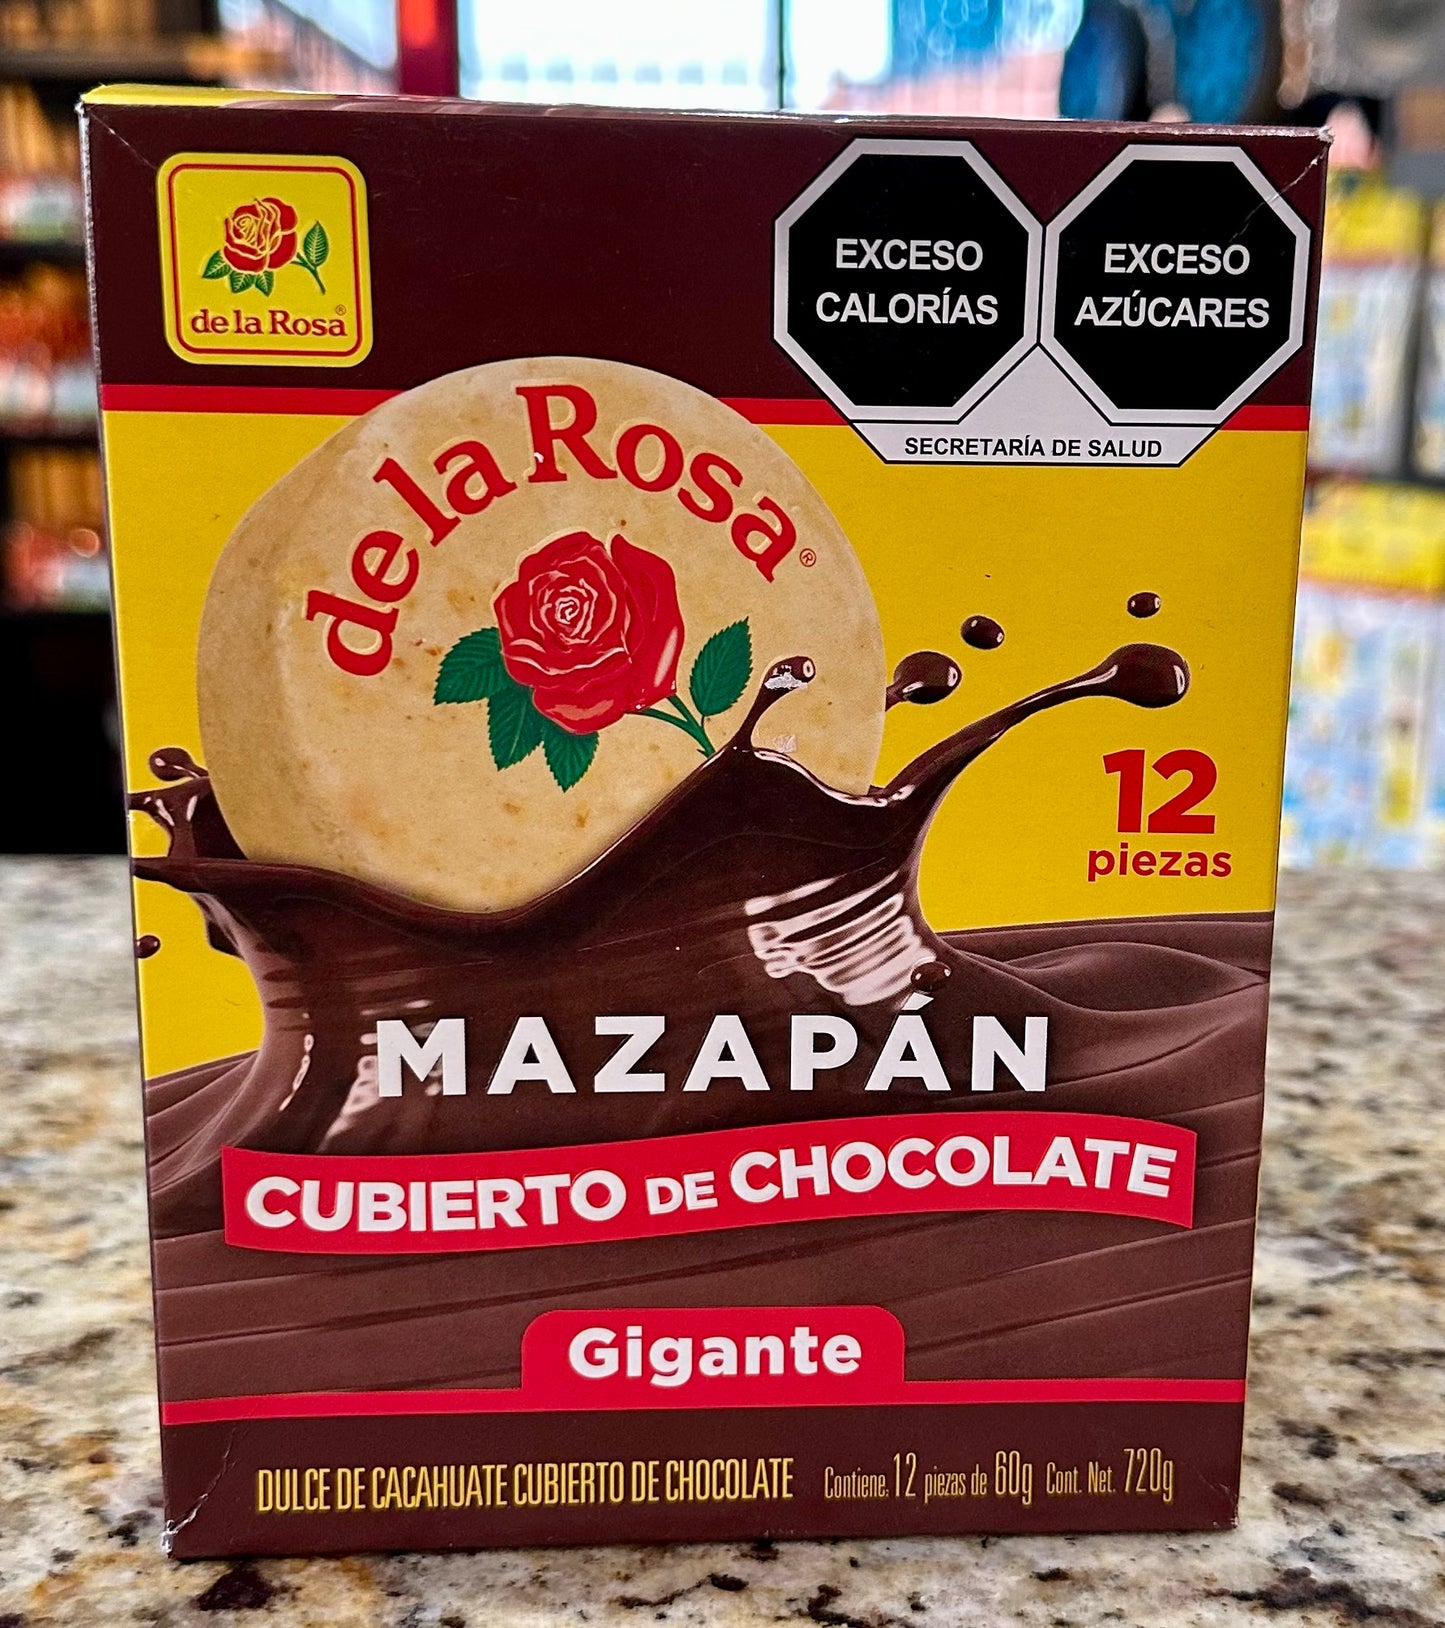 de la Rosa®
EXCESO
CALORÍAS
EXCESO
AZÚCARES
SECRETARÍA DE SALUD
de la Rosa®
12
piezas
MAZAPÁN
CUBIERTO DE CHOCOLATE
Gigante
DULCE DE CACAHUATE CUBIERTO DE CHOCOLATE Contiene: 12 piezas de 60g Cont. Net. 720g